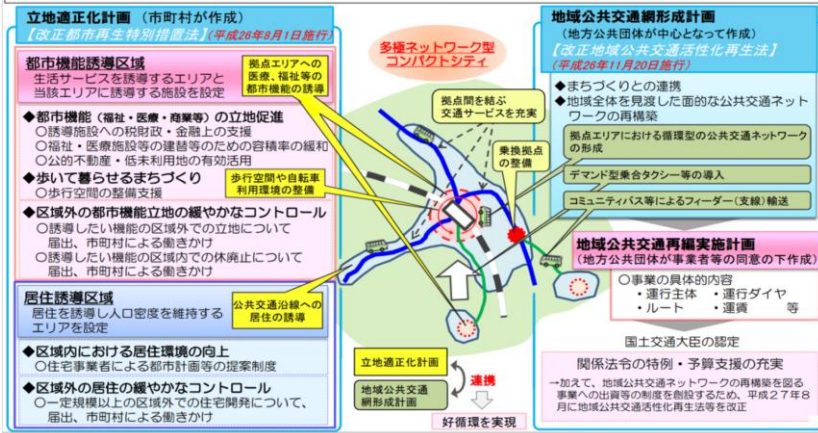 立地適正化計画 (市町村が作成)
【改正都市再生特別措置法】(平成26年8月1日施行)
都市機能誘導区域
生活サービスを誘導するエリアと
当該エリアに誘導する施設を設定
◆都市機能(福祉・医療・商業等)の立地促進
○誘導施設への税財政・金融上の支援
○福祉・医療施設等の建替等のための容積率の緩和
○公的不動産・低未利用地の有効活用
◆歩いて暮らせるまちづくり
○歩行空間の整備支援
◆区域外の都市機能立地の緩やかなコントロール
○誘導したい機能の区域外での立地について
届出、市町村による働きかけ
○誘導したい機能の区域内での休廃止について
届出、市町村による働きかけ
居住誘導区域
居住を誘導し人口密度を維持する
エリアを設定
◆区域内における居住環境の向上
○住宅事業者による都市計画等の提案制度
◆区域外の居住の緩やかなコントロール
○一定規模以上の区域外での住宅開発について、
届出、市町村による働きかけ
拠点エリアへの
医療、福祉等の
都市機能の誘導
歩行空間や自転車
利用環境の整備
公共交通沿線への
居住の誘導
多極ネットワーク型
コンパクトシティ
拠点間を結ぶ
交通サービスを充実
乗換拠点
の整備
立地適正化計画
地域公共交通
網形成計画
連携
好循環を実現
地域公共交通網形成計画
(地方公共団体が中心となって作成)
【改正地域公共交通活性化再生法】
(平成26年11月20日施行)
◆まちづくりとの連携
◆地域全体を見渡した面的な公共交通ネット
ワークの再構築
拠点エリアにおける循環型の公共交通ネットワーク
の形成
デマンド型乗合タクシー等の導入
コミュニティバス等によるフィーダー(支線)輸送
地域公共交通再編実施計画
(地方公共団体が事業者等の同意の下作成)
○事業の具体的内容
・運行主体 ・運行ダイヤ
・ルート ・運賃 等
国土交通大臣の認定
関係法令の特例・予算支援の充実
→加えて、地域公共交通ネットワークの再構築を図る
事業への出資等の制度を創設するため、平成27年8
月に地域公共交通活性化再生法等を改正